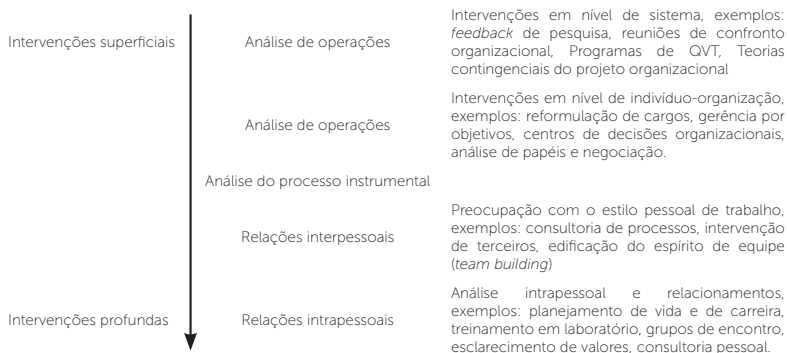 Intervenções superficiais
Análise de operações
Intervenções em nível de sistema, exemplos:
feedback de pesquisa, reuniões de confronto
organizacional, Programas de QVT, Teorias
contingenciais do projeto organizacional
Análise de operações
Intervenções em nível de indivíduo-organização,
exemplos: reformulação de cargos, gerência por
objetivos, centros de decisões organizacionais,
análise de papéis e negociação.
Análise do processo instrumental
Relações interpessoais
Preocupação com o estilo pessoal de trabalho,
exemplos: consultoria de processos, intervenção
de terceiros, edificação do espírito de equipe
(team building)
Intervenções profundas
Relações intrapessoais
Análise intrapessoal e relacionamentos,
exemplos: planejamento de vida e de carreira,
treinamento em laboratório, grupos de encontro,
esclarecimento de valores, consultoria pessoal.